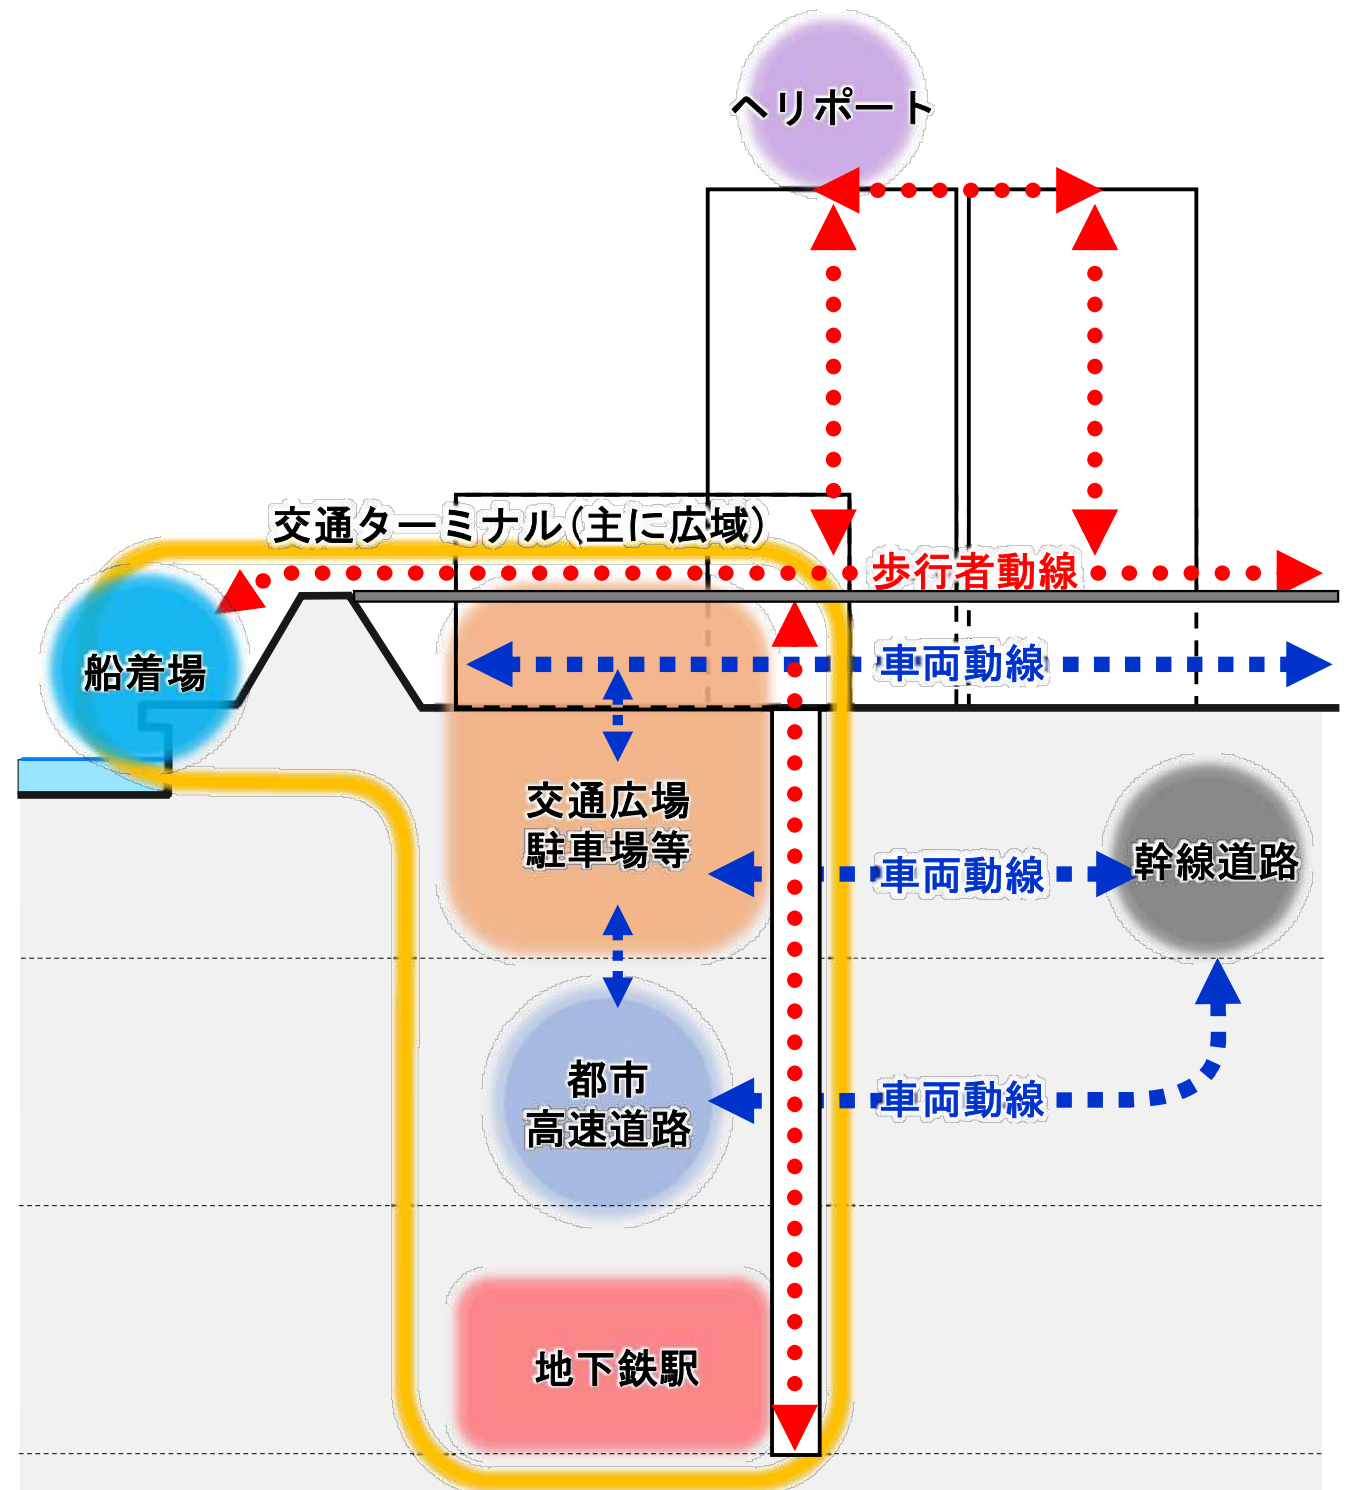 ヘリポート
交通ターミナル(主に広域)
歩行者動線
車両動線
船着場
交通広場
駐車場等
車両動線
幹線道路
都市
高速道路
車両動線
地下鉄駅